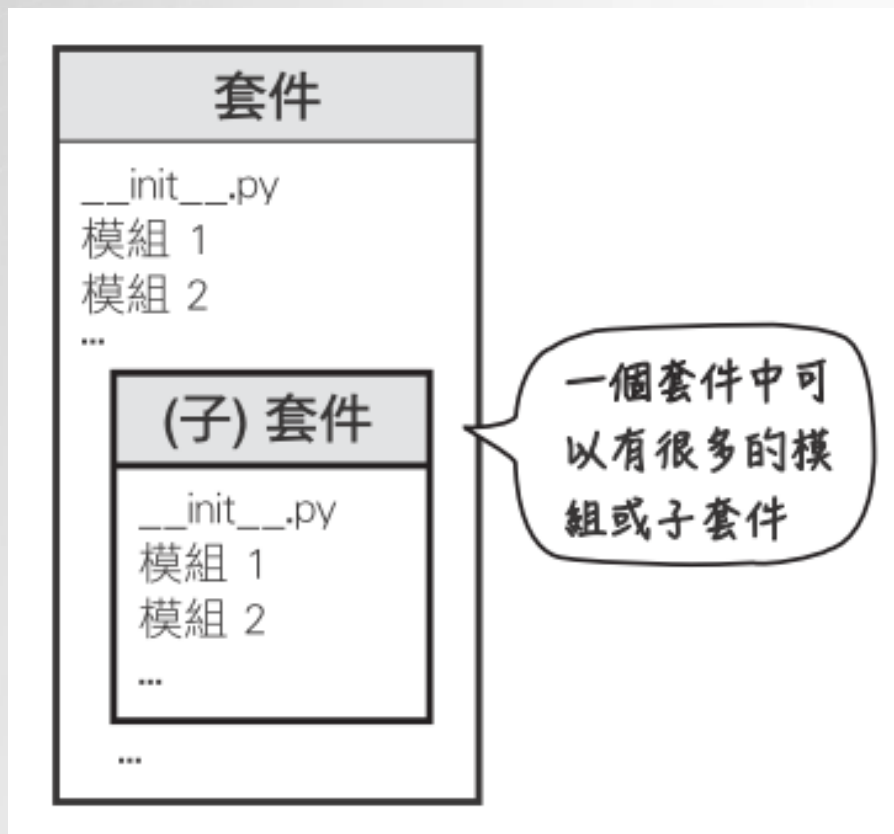 套件
__init__.py
模組 1
模組 2
...
(子) 套件
__init__.py
模組 1
模組 2
...
...
一個套件中可
以有很多的模
組或子套件